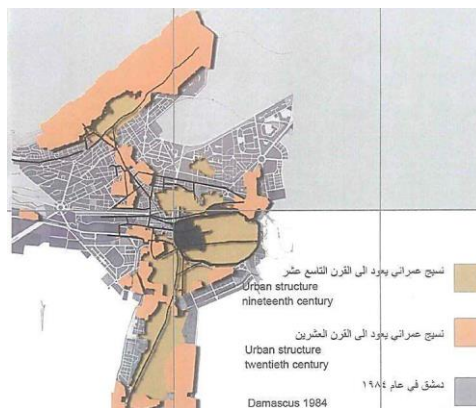 نسيج عمراني يعود الى القرن التاسع عشر
Urban structure
nineteenth century
نسيج عمراني يعود الى القرن العشرين
Urban structure
twentieth century
دمشق في عام ١٩٨٤
Damascus 1984